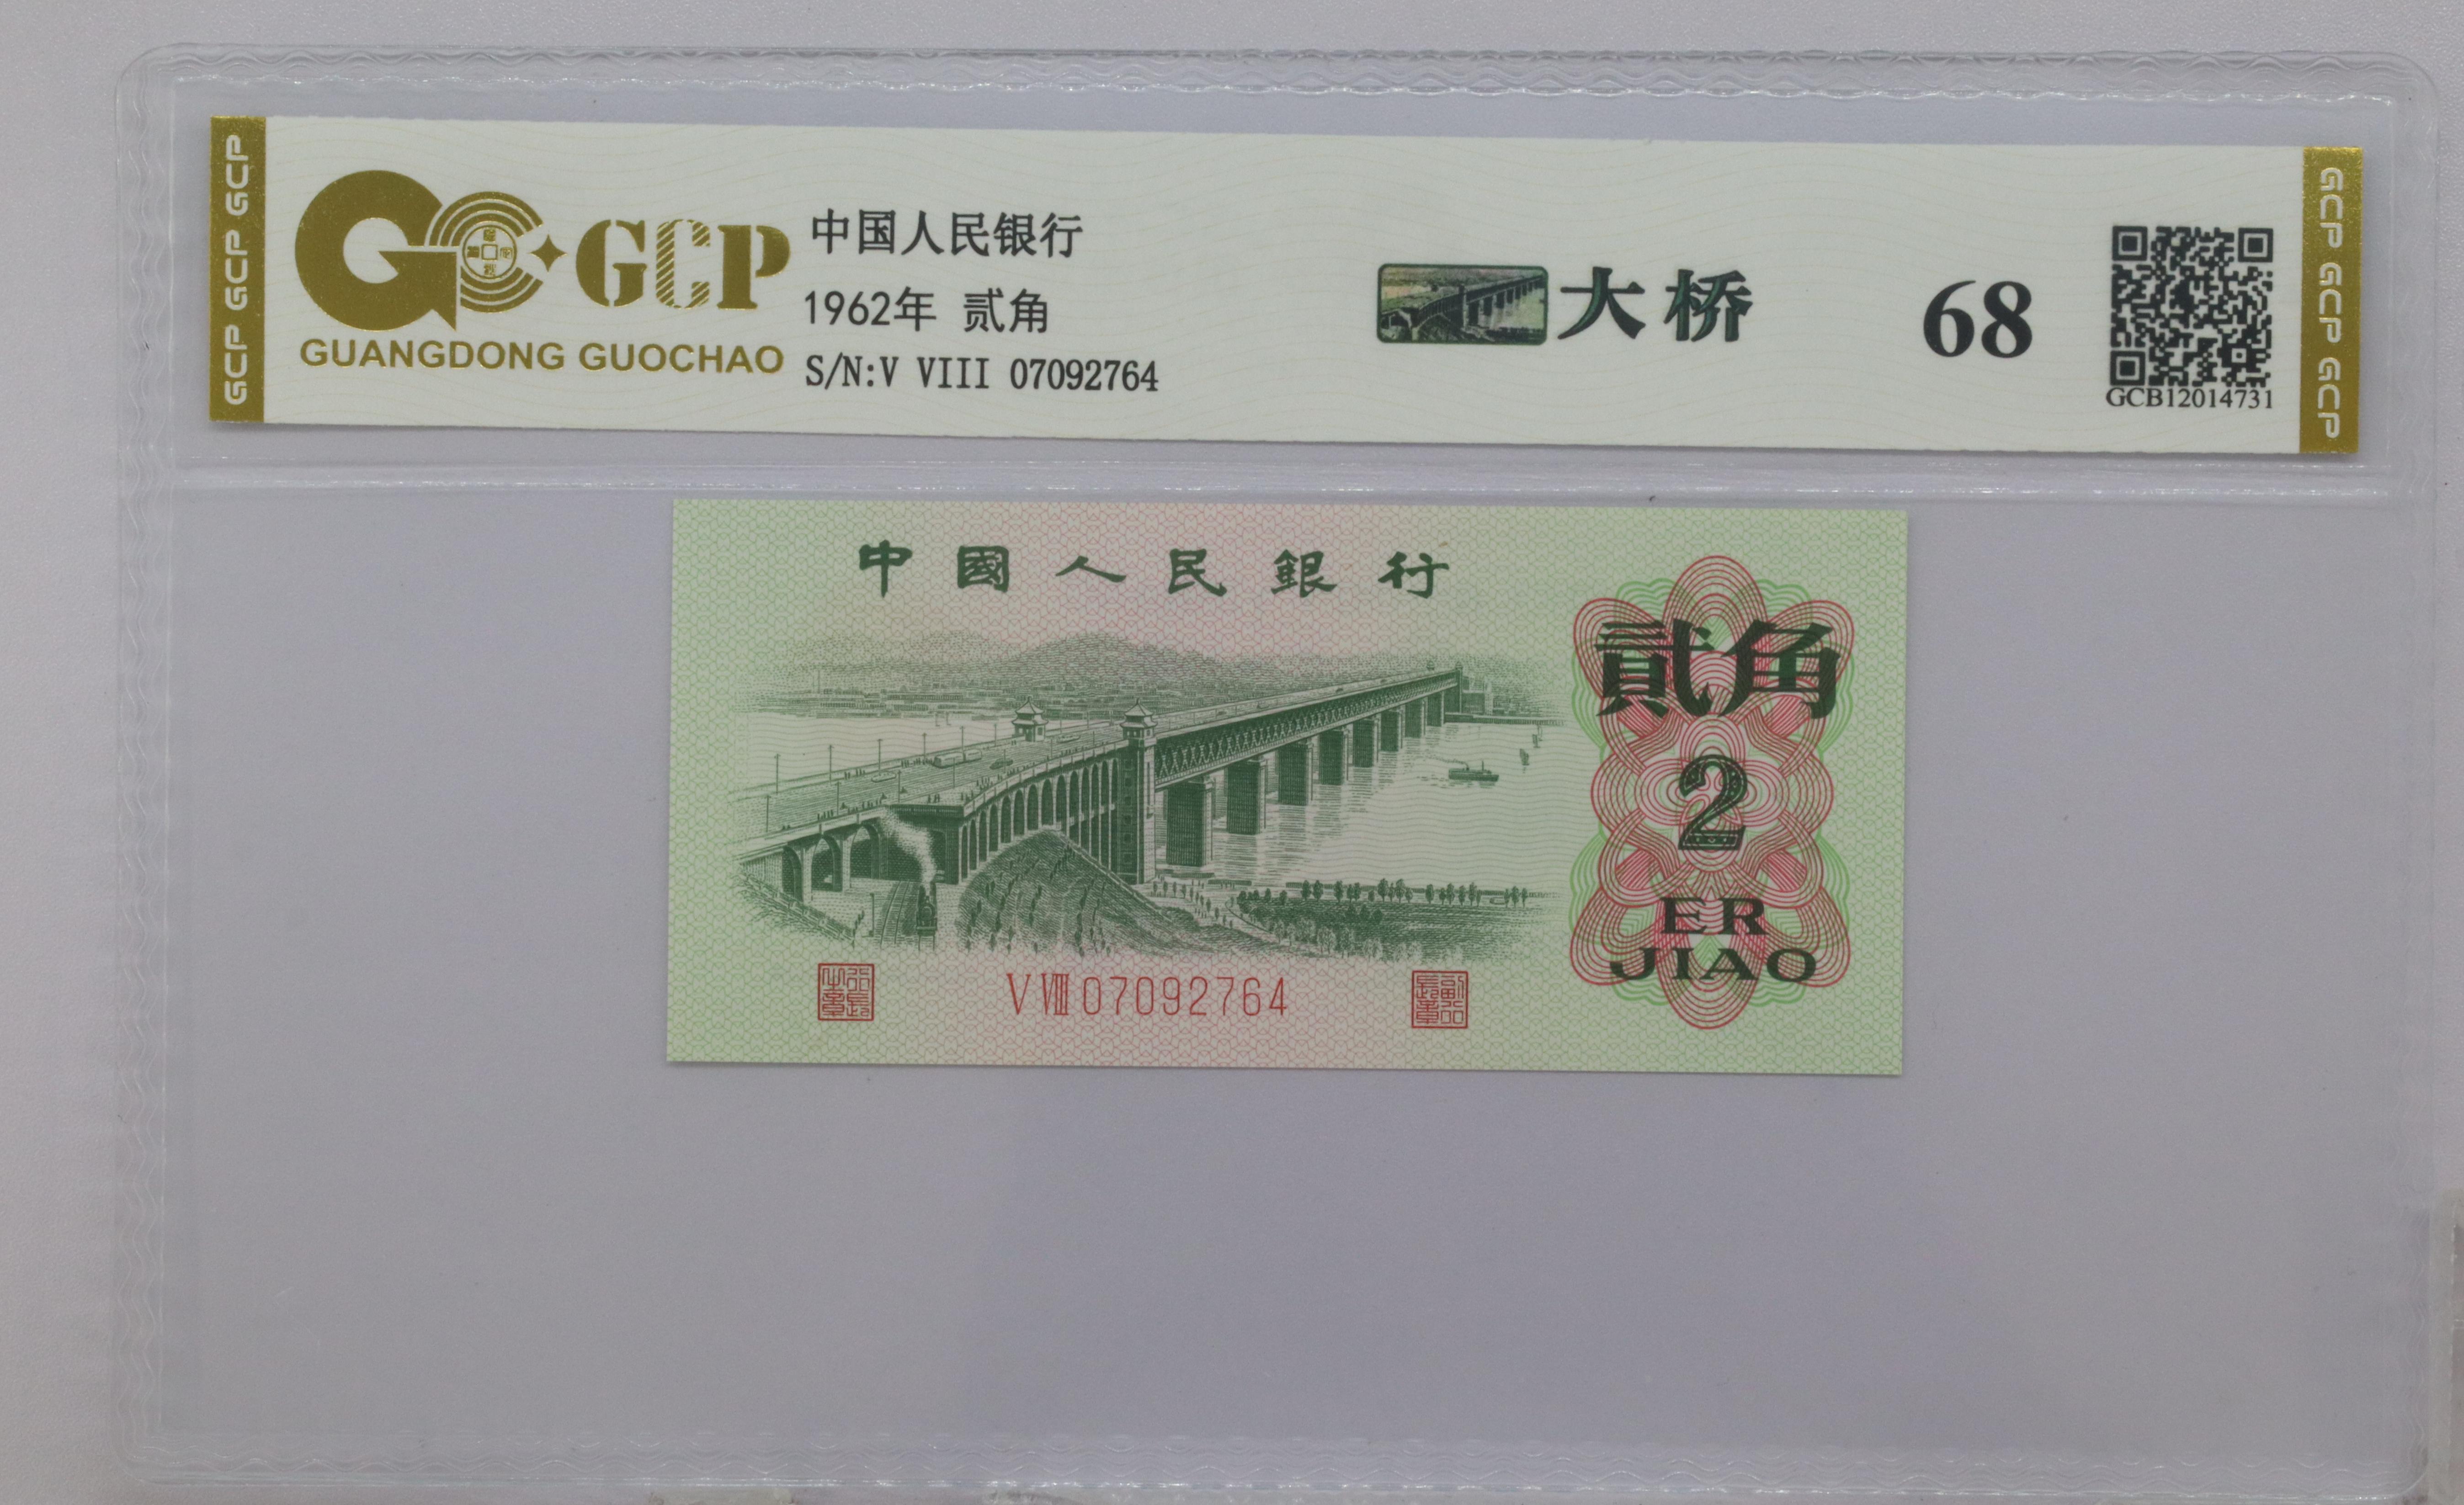 GCP GCP GCP
GCP
GUANGDONG GUOCHAO
中国人民银行
1962年 贰角
S/N:V VIII 07092764
大桥
68
GCB12014731
GCP GCP GCP
中國人民銀行
貳角
2
ER
JIAO
V VIII 07092764